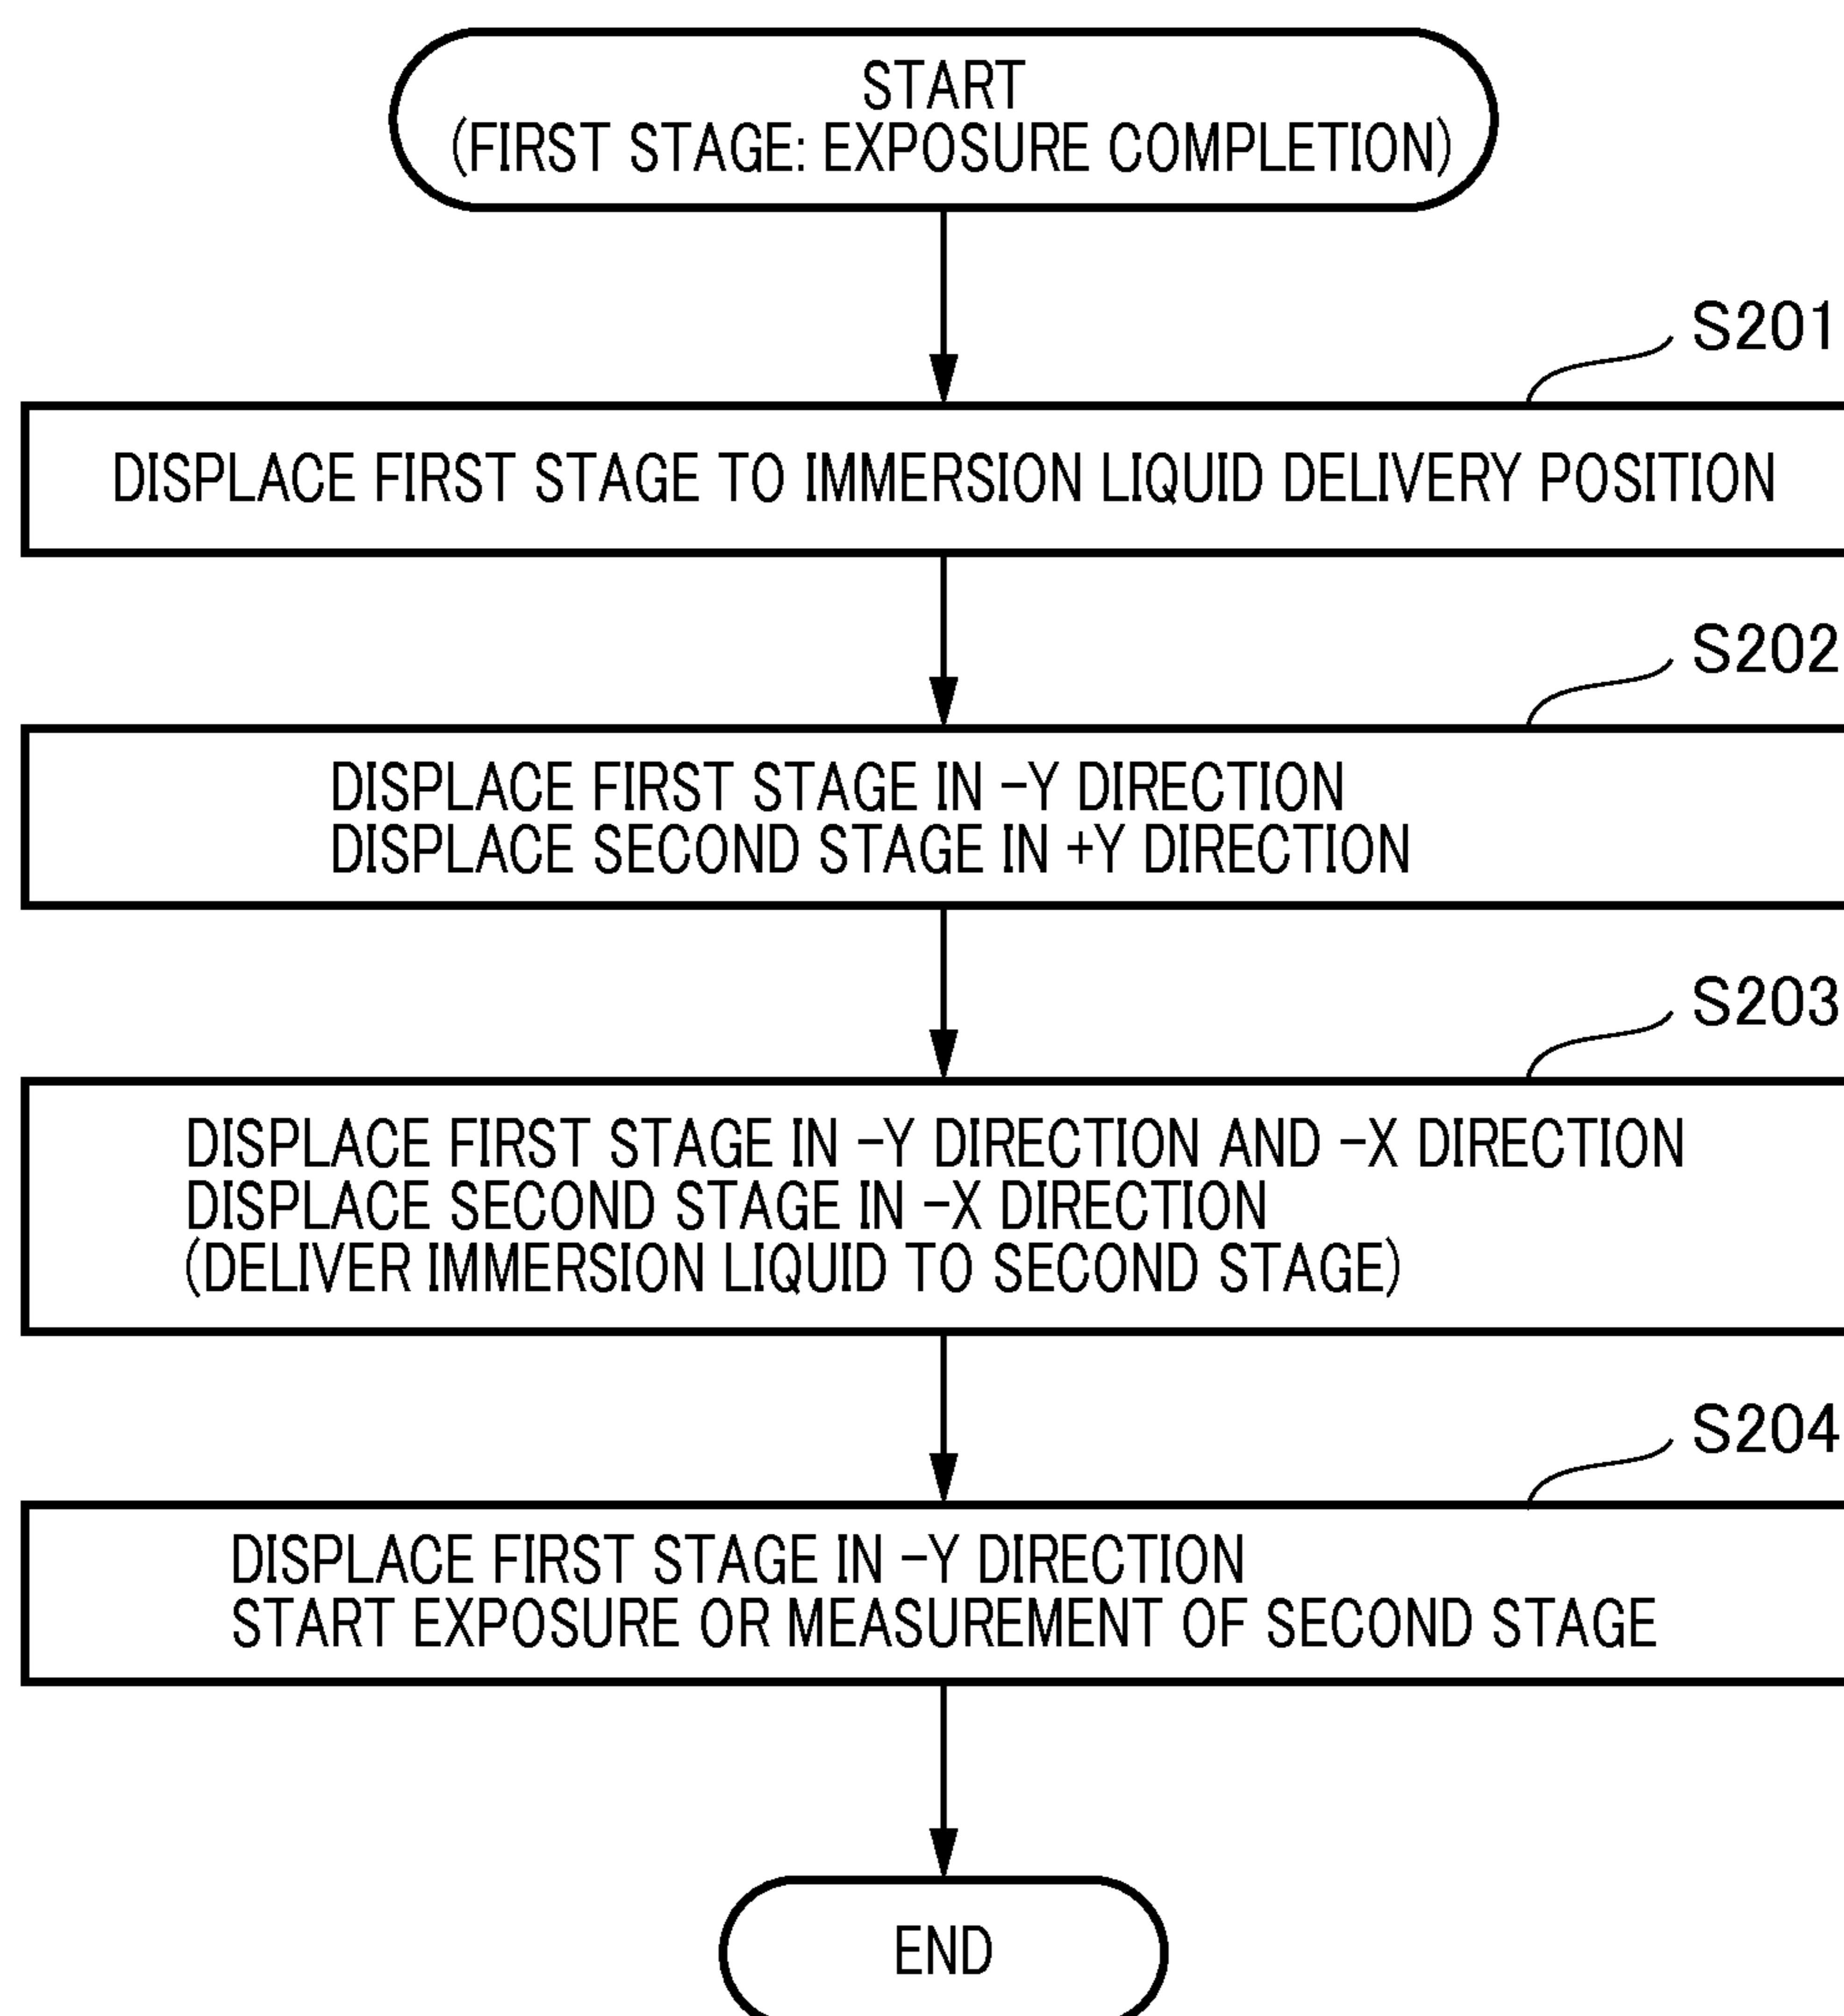 START
(FIRST STAGE: EXPOSURE COMPLETION)
S201
DISPLACE FIRST STAGE TO IMMERSION LIQUID DELIVERY POSITION
S202
DISPLACE FIRST STAGE IN -Y DIRECTION
DISPLACE SECOND STAGE IN +Y DIRECTION
S203
DISPLACE FIRST STAGE IN -Y DIRECTION AND -X DIRECTION
DISPLACE SECOND STAGE IN -X DIRECTION
(DELIVER IMMERSION LIQUID TO SECOND STAGE)
S204
DISPLACE FIRST STAGE IN -Y DIRECTION
START EXPOSURE OR MEASUREMENT OF SECOND STAGE
END